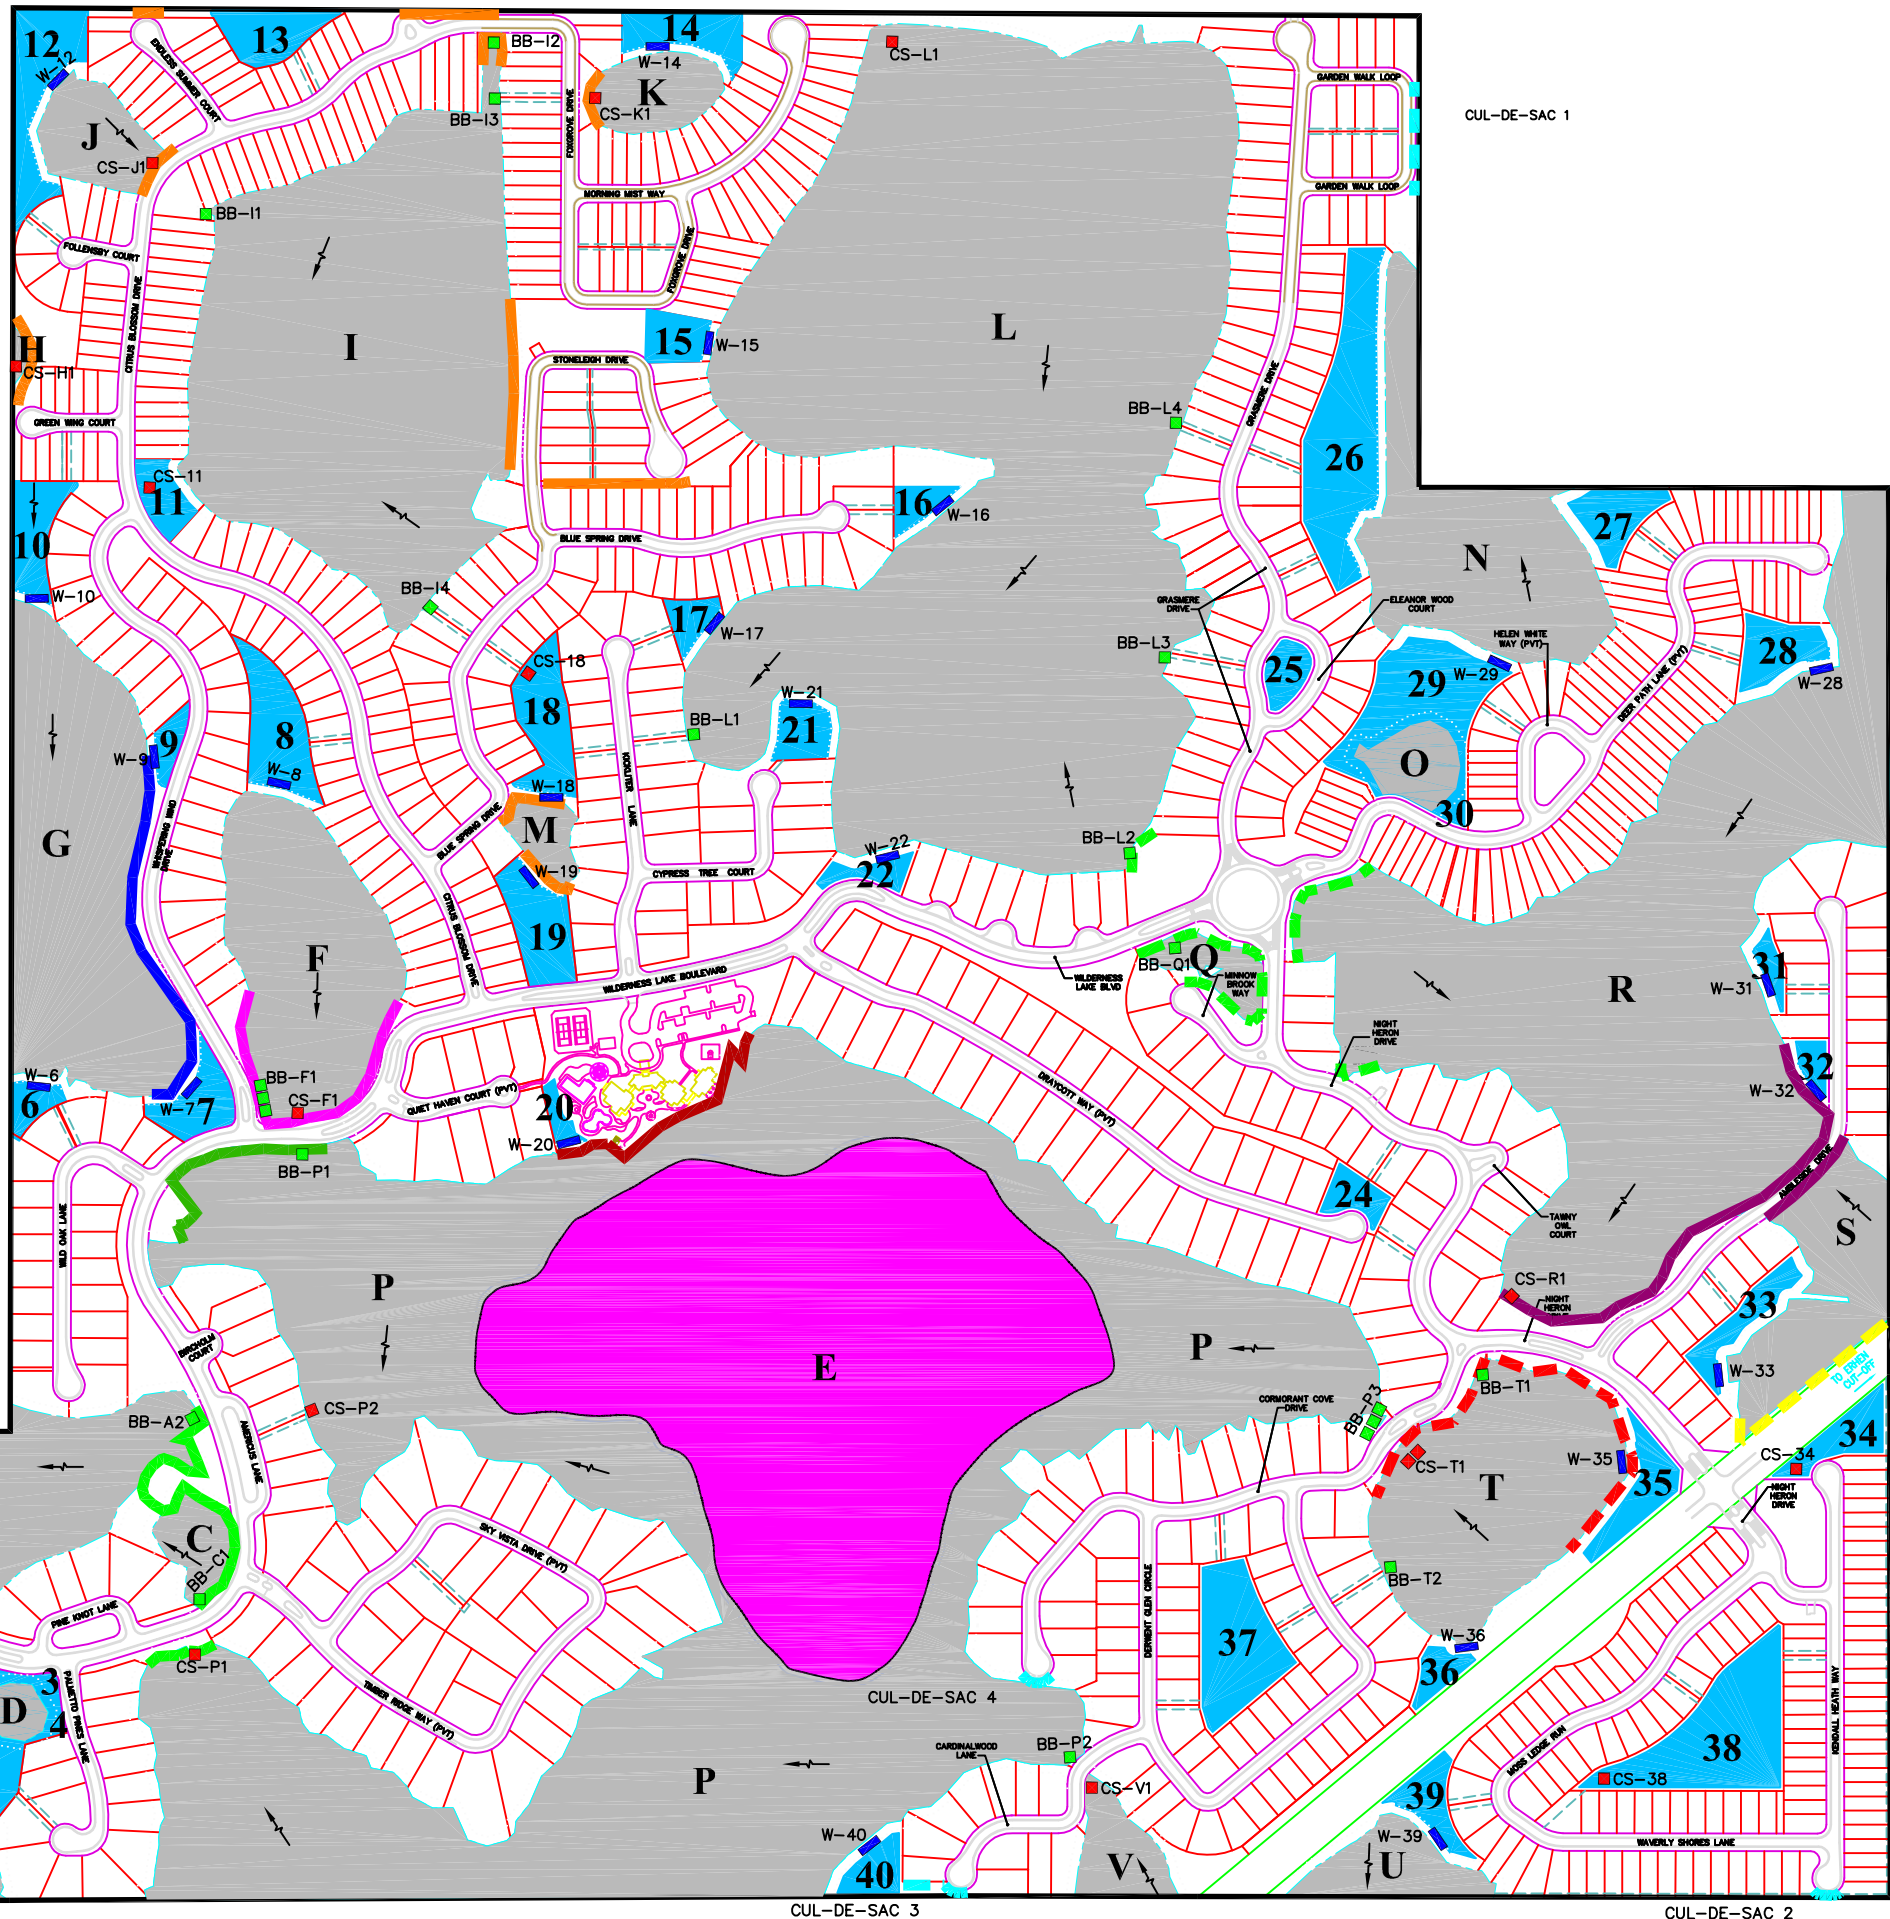 12
13
14
W-12
ENDLESS SUMMER COURT
BB-I2
W-14
CS-L1
K
GARDEN WALK LOOP
CUL-DE-SAC 1
J
CS-J1
BB-I3
CS-K1
FOXGROVE DRIVE
MORNING MIST WAY
GARDEN WALK LOOP
BB-I1
FOLLENSBY COURT
FOXGROVE DRIVE
CITRUS BLOSSOM DRIVE
H
CS-H1
I
15
W-15
L
STONELEIGH DRIVE
GRASMERE DRIVE
BB-L4
GREEN WING COURT
CS-11
11
10
26
16
W-16
27
BLUE SPRING DRIVE
N
W-10
BB-I4
17
W-17
GRASMERE
DRIVE
ELEANOR WOOD
COURT
HELEN WHITE
WAY (PVT)
BB-L3
CS-18
18
25
29
W-29
28
W-28
DEER PATH LANE (PVT)
W-21
21
BB-L1
8
9
W-9
W-8
NOCKLITER LANE
W-18
O
30
G
M
WHISPERING WIND
DRIVE
BLUE SPRING DRIVE
BB-L2
W-22
22
W-19
CYPRESS TREE COURT
19
CITRUS BLOSSOM DRIVE
F
BB-Q1
Q
WILDERNESS LAKE BOULEVARD
WILDERNESS
LAKE BLVD
MINNOW
BROOK
WAY
R
31
W-31
NIGHT
HERON
DRIVE
32
W-32
W-6
6
W-7
7
BB-F1
CS-F1
QUIET HAVEN COURT (PVT)
20
W-20
DRAYCOTT WAY (PVT)
BB-P1
24
AMBLESIDE DRIVE
S
WILD OAK LANE
TAWNY
OWL
COURT
P
CS-R1
NIGHT
HERON
DRIVE
33
W-33
BIRCHOLM
COURT
E
P
TO EHREN
CUT-OFF
BB-T1
CORMORANT COVE
DRIVE
BB-P3
BB-A2
CS-P2
AMERICUS LANE
CS-T1
T
W-35
35
CS-34
34
NIGHT
HERON
DRIVE
C
BB-C1
SKY VISTA DRIVE (PVT)
DERWENT GLEN CIRCLE
BB-T2
PINE KNOT LANE
37
W-36
36
CS-P1
3
D
4
PALMETTO PINES LANE
TIMBER RIDGE WAY (PVT)
CUL-DE-SAC 4
KENDALL HEATH WAY
MOSS LEDGE RUN
CARDINALWOOD
LANE
BB-P2
CS-V1
P
38
CS-38
39
W-39
W-40
40
V
U
WAVERLY SHORES LANE
CUL-DE-SAC 3
CUL-DE-SAC 2